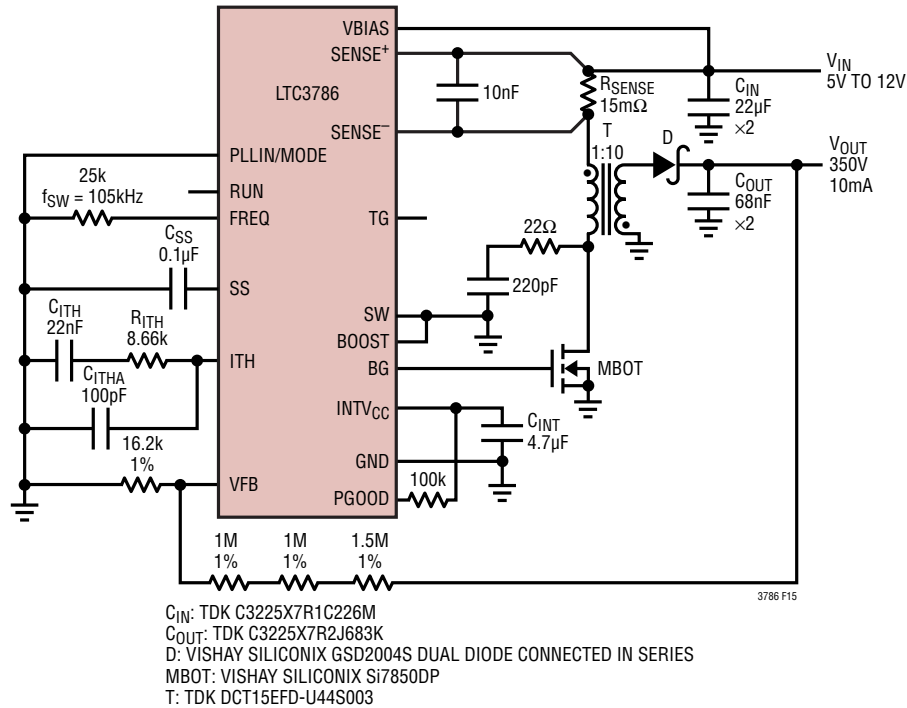 VBIAS
SENSE+
LTC3786
10nF
SENSE–
RSENSE
15mΩ
VIN
5V TO 12V
CIN
22µF
×2
T
1:10
D
VOUT
350V
10mA
COUT
68nF
×2
PLLIN/MODE
25k
fSW = 105kHz
RUN
FREQ
TG
22Ω
220pF
CSS
0.1µF
SS
SW
BOOST
CITH
22nF
RITH
8.66k
ITH
BG
MBOT
CITHA
100pF
INTVCC
CINT
4.7µF
16.2k
1%
GND
VFB
100k
PGOOD
1M
1%
1M
1%
1.5M
1%
3786 F15
CIN: TDK C3225X7R1C226M
COUT: TDK C3225X7R2J683K
D: VISHAY SILICONIX GSD2004S DUAL DIODE CONNECTED IN SERIES
MBOT: VISHAY SILICONIX Si7850DP
T: TDK DCT15EFD-U44S003